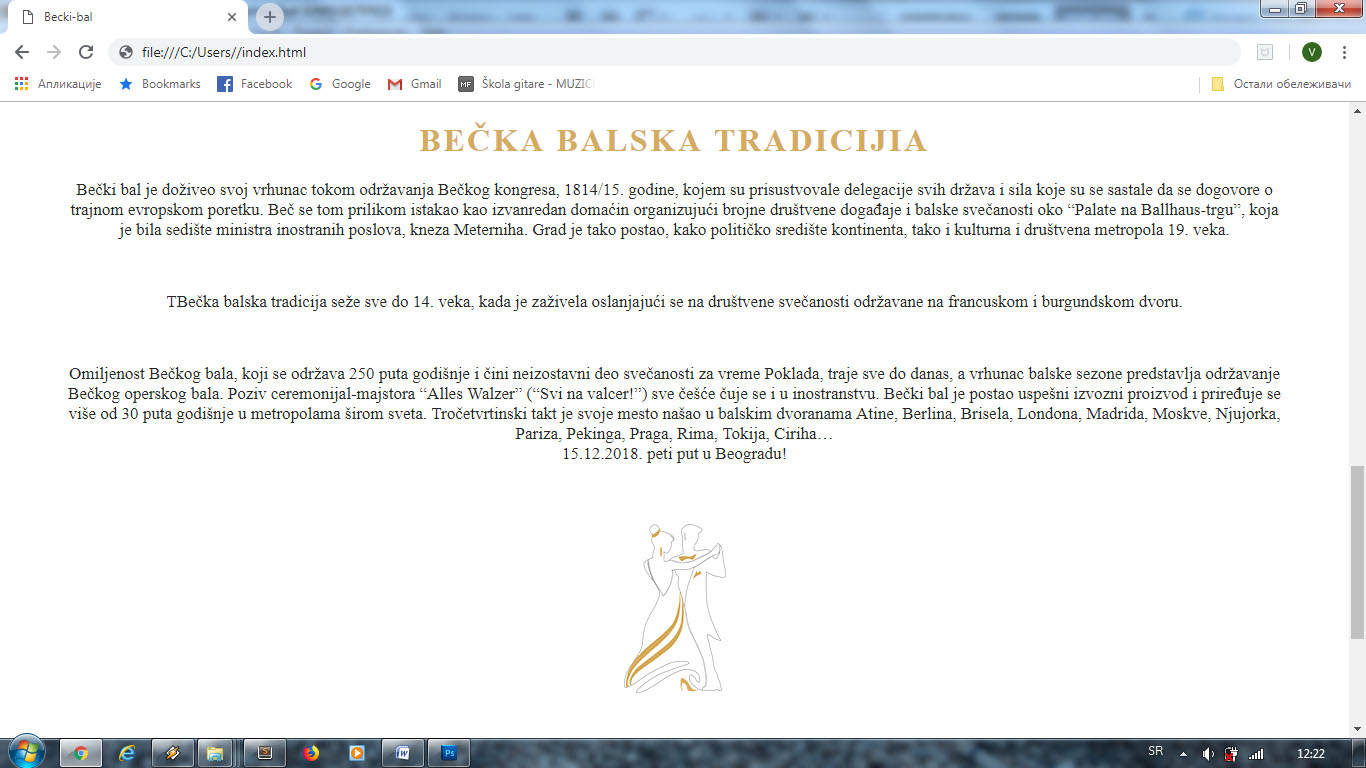 Becki-bal
file:///C:/Users//index.html
V
Апликације
Bookmarks
Facebook
Google
Gmail
MF
Škola gitare - MUZIC
Остали обележивачи
BEČKA BALSKA TRADICIJIA
Bečki bal je doživeo svoj vrhunac tokom održavanja Bečkog kongresa, 1814/15. godine, kojem su prisustvovale delegacije svih država i sila koje su se sastale da se dogovore o
trajnom evropskom poretku. Beč se tom prilikom istakao kao izvanredan domaćin organizujući brojne društvene događaje i balske svečanosti oko “Palate na Ballhaus-trgu”, koja
je bila sedište ministra inostranih poslova, kneza Meterniha. Grad je tako postao, kako političko središte kontinenta, tako i kulturna i društvena metropola 19. veka.
TBečka balska tradicija seže sve do 14. veka, kada je zaživela oslanjajući se na društvene svečanosti održavane na francuskom i burgundskom dvoru.
Omiljenost Bečkog bala, koji se održava 250 puta godišnje i čini neizostavni deo svečanosti za vreme Poklada, traje sve do danas, a vrhunac balske sezone predstavlja održavanje
Bečkog operskog bala. Poziv ceremonijal-majstora “Alles Walzer” (“Svi na valcer!”) sve češće čuje se i u inostranstvu. Bečki bal je postao uspešni izvozni proizvod i priređuje se
više od 30 puta godišnje u metropolama širom sveta. Tročetvrtinski takt je svoje mesto našao u balskim dvoranama Atine, Berlina, Brisela, Londona, Madrida, Moskve, Njujorka,
Pariza, Pekinga, Praga, Rima, Tokija, Ciriha…
15.12.2018. peti put u Beogradu!
SR
12:22